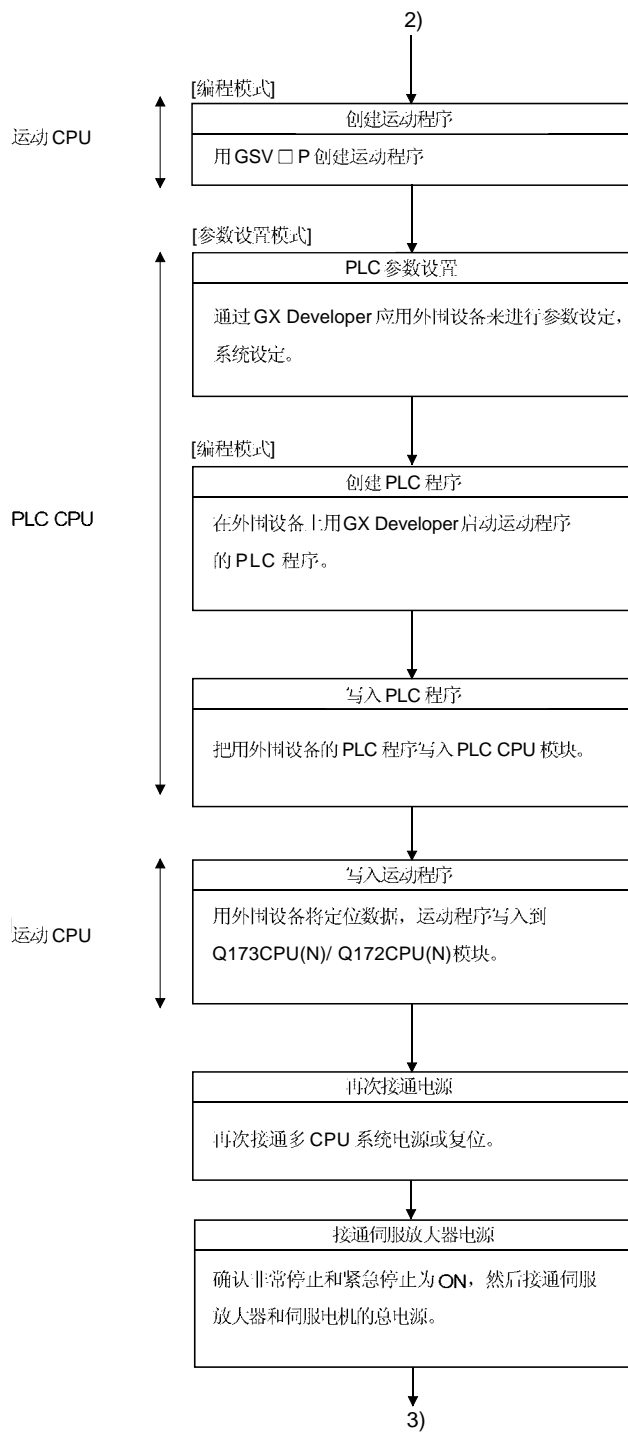 2)
[编程模式]
运动 CPU
创建运动程序
用 GSV □ P 创建运动程序
[参数设置模式]
PLC 参数设置
通过 GX Developer 应用外围设备来进行参数设定，
系统设定。
[编程模式]
创建 PLC 程序
PLC CPU
在外围设备上用 GX Developer 启动运动程序
的 PLC 程序。
写入 PLC 程序
把用外围设备的 PLC 程序写入 PLC CPU 模块。
写入运动程序
运动 CPU
用外围设备将定位数据，运动程序写入到
Q173CPU(N)/ Q172CPU(N)模块。
再次接通电源
再次接通多 CPU 系统电源或复位。
接通伺服放大器电源
确认非常停止和紧急停止为 ON，然后接通伺服
放大器和伺服电机的总电源。
3)